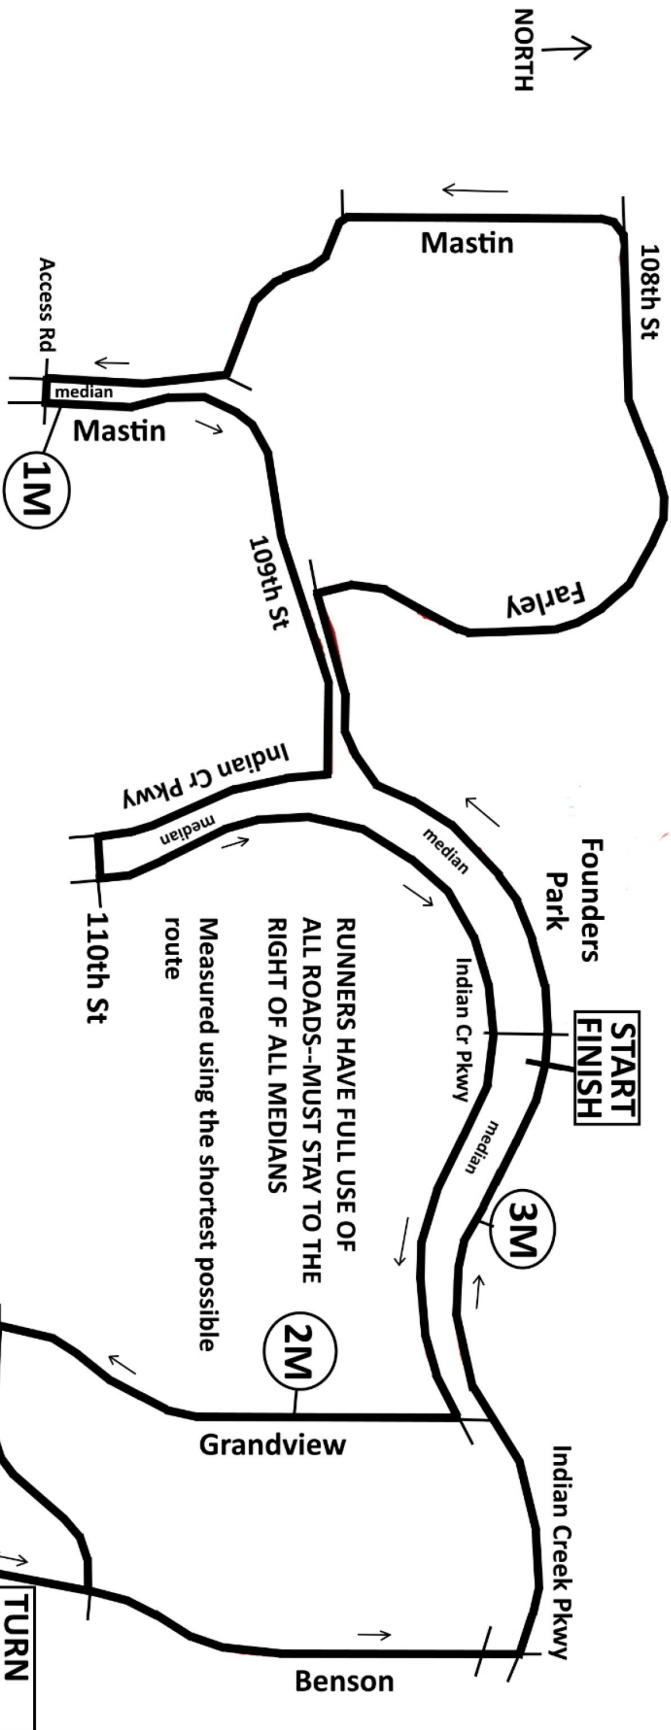 NORTH
108th St
Mastin
Access Rd
median
Mastin
1M
109th St
Farley
Indian Cr Pkwy
median
110th St
median
Founders
Park
START
FINISH
Indian Cr Pkwy
median
3M
RUNNERS HAVE FULL USE OF
ALL ROADS--MUST STAY TO THE
RIGHT OF ALL MEDIANS
Measured using the shortest possible
route
2M
Grandview
Indian Creek Pkwy
Benson
TURN